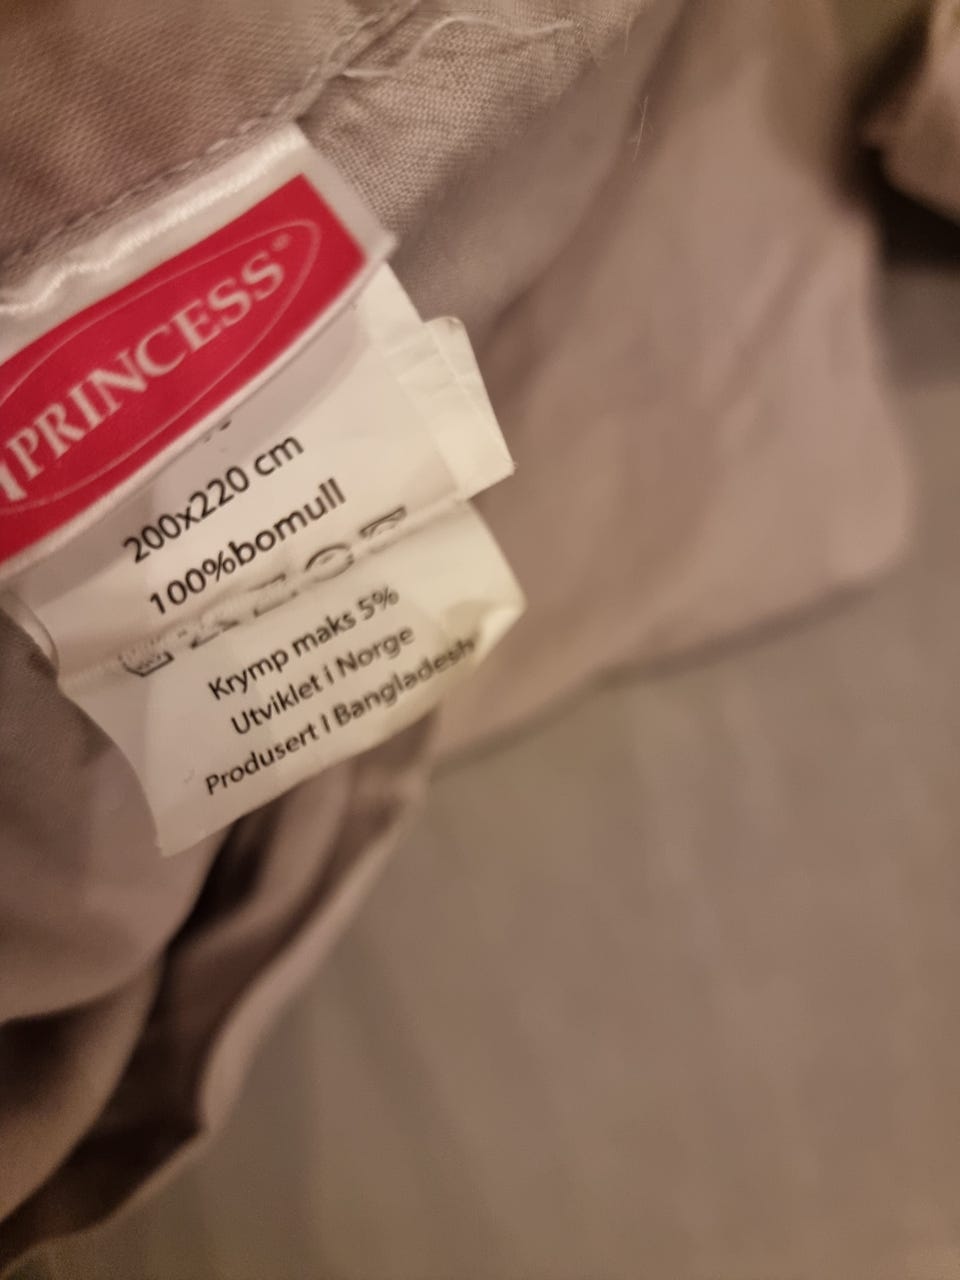 PRINCESS®
200x220 cm
100%bomull
Krymp maks 5%
Utviklet i Norge
Produsert I Bangladesh